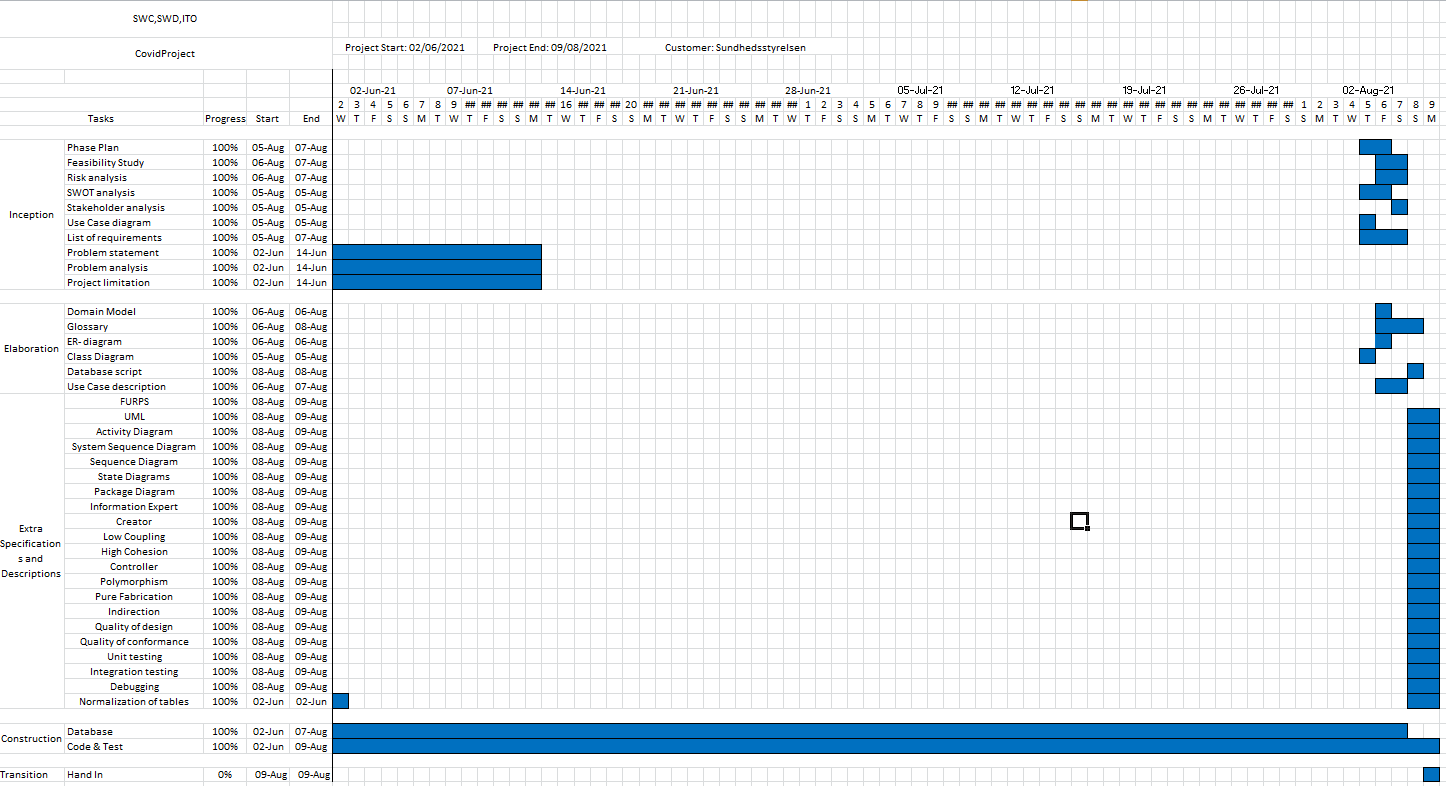 SWC,SWD,ITO
CovidProject
Project Start: 02/06/2021 Project End: 09/08/2021 Customer: Sundhedsstyrelsen
02-Jun-21 07-Jun-21 14-Jun-21 21-Jun-21 28-Jun-21 05-Jul-21 12-Jul-21 19-Jul-21 26-Jul-21 02-Aug-21
2 3 4 5 6 7 8 9 ## ## ## ## ## ## 16 ## ## ## 20 ## ## ## ## ## ## ## ## ## ## 1 2 3 4 5 6 7 8 9 ## ## ## ## ## ## ## ## ## ## ## ## ## ## ## ## ## ## ## ## ## ## 1 2 3 4 5 6 7 8 9
Tasks Progress Start End W T F S S M T W T F S S M T W T F S S M T W T F S S M T W T F S S M T W T F S S M T W T F S S M T W T F S S M T W T F S S M T W T F S S M
Inception
Phase Plan 100% 05-Aug 07-Aug
Feasibility Study 100% 06-Aug 07-Aug
Risk analysis 100% 06-Aug 07-Aug
SWOT analysis 100% 05-Aug 05-Aug
Stakeholder analysis 100% 05-Aug 05-Aug
Use Case diagram 100% 05-Aug 05-Aug
List of requirements 100% 05-Aug 07-Aug
Problem statement 100% 02-Jun 14-Jun
Problem analysis 100% 02-Jun 14-Jun
Project limitation 100% 02-Jun 14-Jun
Elaboration
Domain Model 100% 06-Aug 06-Aug
Glossary 100% 06-Aug 08-Aug
ER- diagram 100% 06-Aug 06-Aug
Class Diagram 100% 05-Aug 05-Aug
Database script 100% 08-Aug 08-Aug
Use Case description 100% 06-Aug 07-Aug
Extra
Specification
s and
Descriptions
FURPS 100% 08-Aug 09-Aug
UML 100% 08-Aug 09-Aug
Activity Diagram 100% 08-Aug 09-Aug
System Sequence Diagram 100% 08-Aug 09-Aug
Sequence Diagram 100% 08-Aug 09-Aug
State Diagrams 100% 08-Aug 09-Aug
Package Diagram 100% 08-Aug 09-Aug
Information Expert 100% 08-Aug 09-Aug
Creator 100% 08-Aug 09-Aug
Low Coupling 100% 08-Aug 09-Aug
High Cohesion 100% 08-Aug 09-Aug
Controller 100% 08-Aug 09-Aug
Polymorphism 100% 08-Aug 09-Aug
Pure Fabrication 100% 08-Aug 09-Aug
Indirection 100% 08-Aug 09-Aug
Quality of design 100% 08-Aug 09-Aug
Quality of conformance 100% 08-Aug 09-Aug
Unit testing 100% 08-Aug 09-Aug
Integration testing 100% 08-Aug 09-Aug
Debugging 100% 08-Aug 09-Aug
Normalization of tables 100% 02-Jun 02-Jun
Construction
Database 100% 02-Jun 07-Aug
Code & Test 100% 02-Jun 09-Aug
Transition Hand In 0% 09-Aug 09-Aug